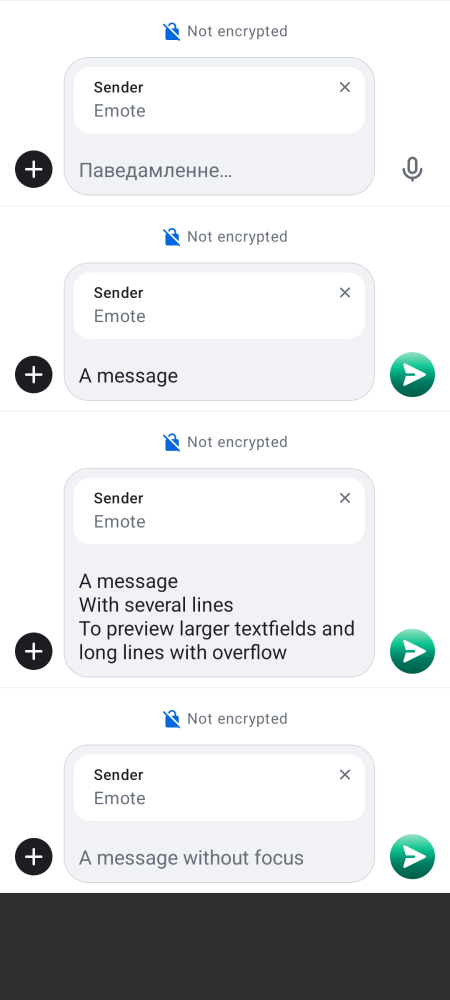 Not encrypted
Sender
Emote
Паведамленне…
Not encrypted
Sender
Emote
A message
Not encrypted
Sender
Emote
A message
With several lines
To preview larger textfields and
long lines with overflow
Not encrypted
Sender
Emote
A message without focus